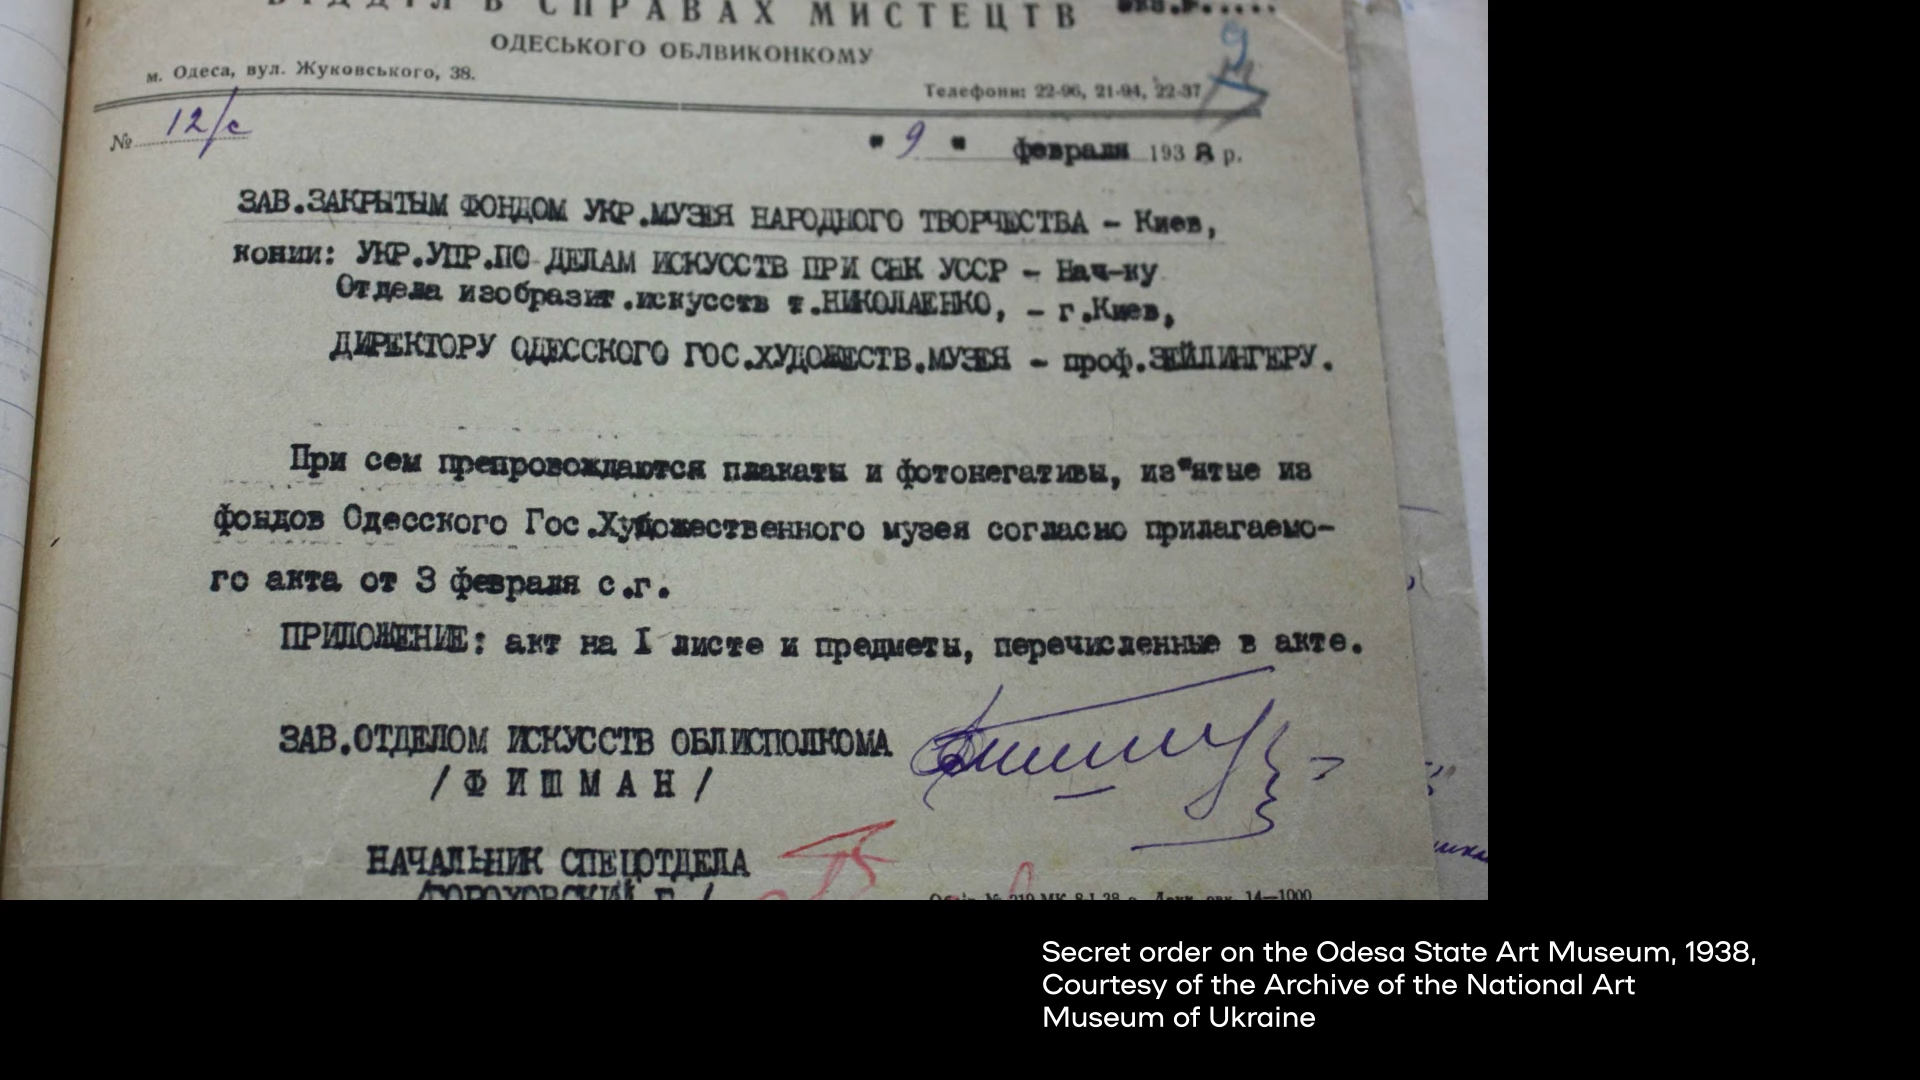 ВІДДІЛ В СПРАВАХ МИСТЕЦТВ
ОДЕСЬКОГО ОБЛВИКОНКОМУ
м. Одеса, вул. Жуковського, 38.
Телефони: 22-96, 21-94, 22-37
9
№ 12/с
" 9 " февраля 1938 р.
ЗАВ.ЗАКРЫТЫМ ФОНДОМ УКР.МУЗЕЯ НАРОДНОГО ТВОРЧЕСТВА – Киев,
копии: УКР.УПР.ПО ДЕЛАМ ИСКУССТВ ПРИ СНК УССР – Нач-ку
Отдела изобразит.искусств т.НИКОЛАЕНКО, – г.Киев,
ДИРЕКТОРУ ОДЕССКОГО ГОС.ХУДОЖЕСТВ.МУЗЕЯ – проф.ЗЕЙЛИНГЕРУ.
При сем препровождаются плакаты и фотонегативы, из"ятые из
фондов Одесского Гос.Художественного музея согласно прилагаемо-
го акта от 3 февраля с.г.
ПРИЛОЖЕНИЕ: акт на I листе и предметы, перечисленные в акте.
ЗАВ.ОТДЕЛОМ ИСКУССТВ ОБЛИСПОЛКОМА
/ФИШМАН/
НАЧАЛЬНИК СПЕЦОТДЕЛА
/ГОРОХОВСКИЙ Г./
14—1000
Secret order on the Odesa State Art Museum, 1938,
Courtesy of the Archive of the National Art
Museum of Ukraine